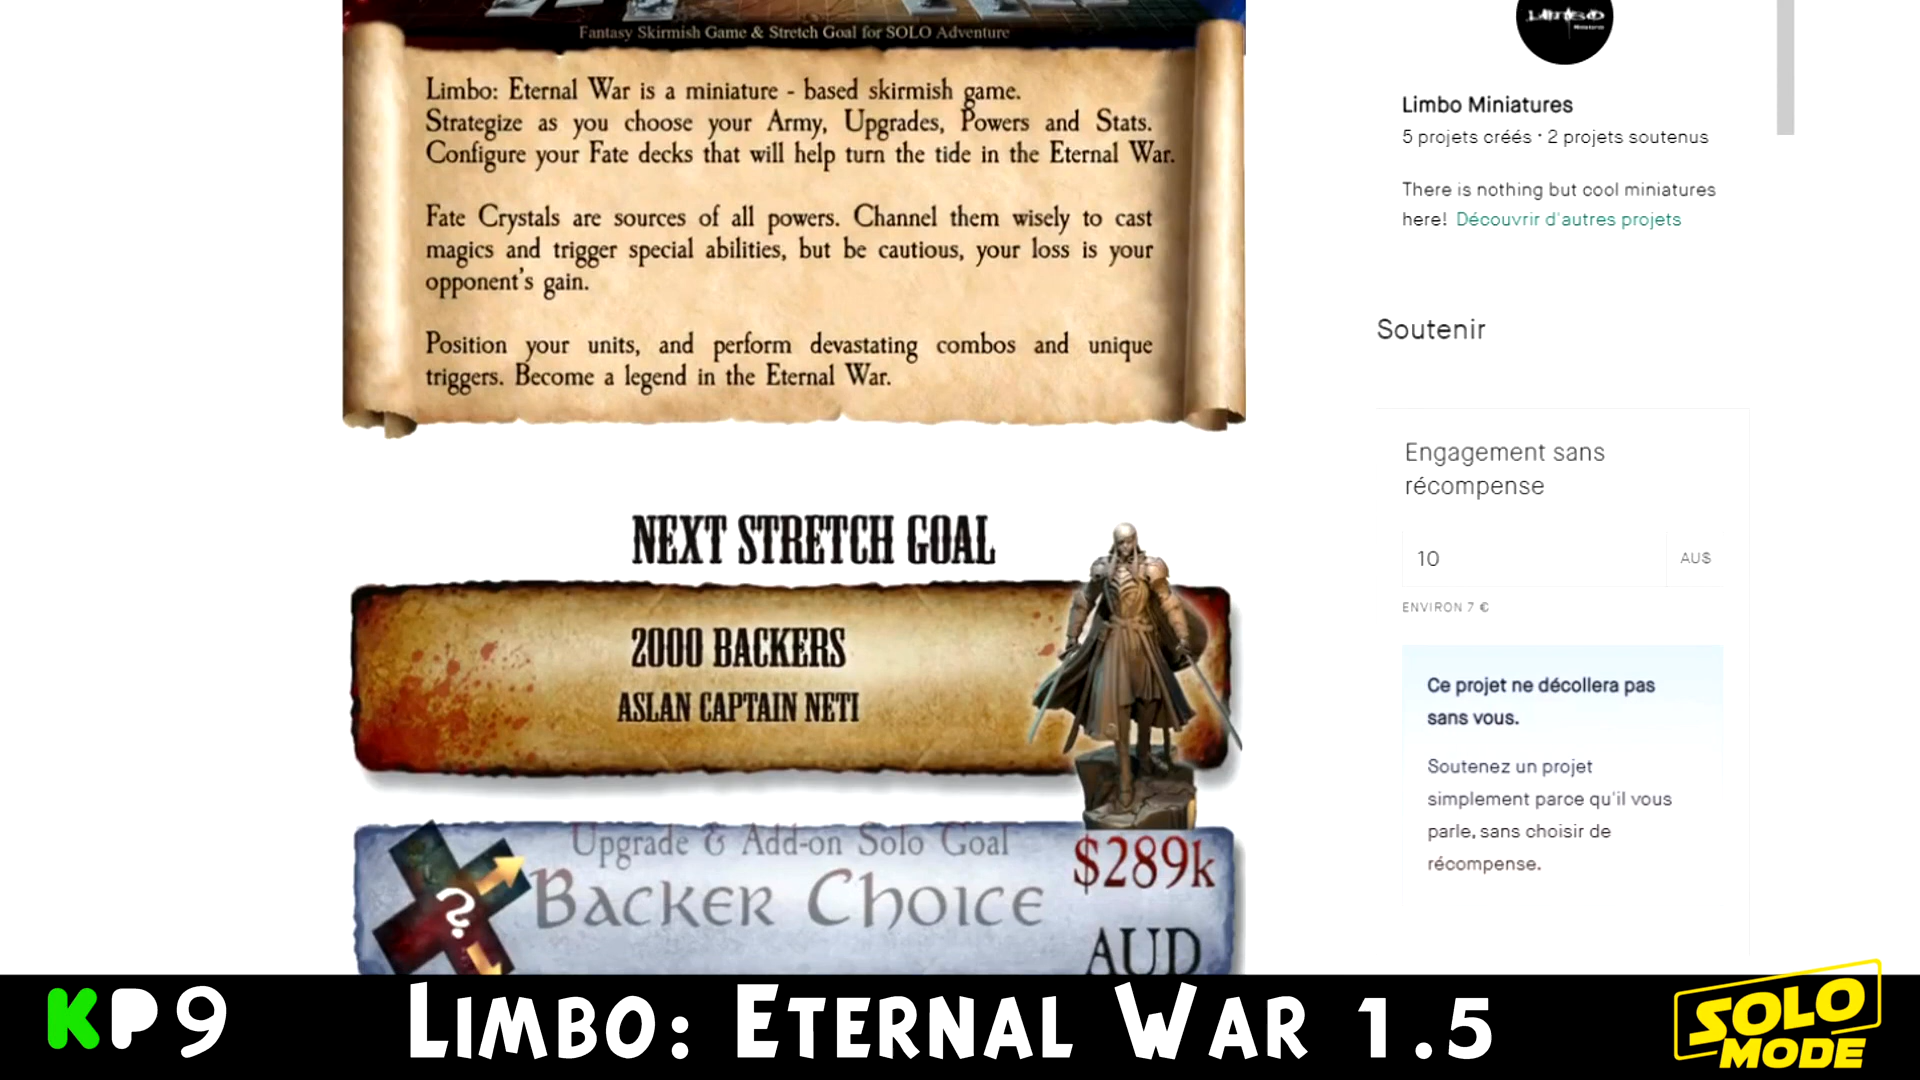 Fantasy Skirmish Game & Stretch Goal for SOLO Adventure
Limbo: Eternal War is a miniature - based skirmish game.
Strategize as you choose your Army, Upgrades, Powers and Stats.
Configure your Fate decks that will help turn the tide in the Eternal War.
Fate Crystals are sources of all powers. Channel them wisely to cast
magics and trigger special abilities, but be cautious, your loss is your
opponent's gain.
Position your units, and perform devastating combos and unique
triggers. Become a legend in the Eternal War.
NEXT STRETCH GOAL
2000 BACKERS
ASLAN CAPTAIN NETI
Upgrade & Add-on Solo Goal
?
BACKER CHOICE
$289k
AUD
LIMBO
Miniatures
Limbo Miniatures
5 projets créés · 2 projets soutenus
There is nothing but cool miniatures
here! Découvrir d'autres projets
Soutenir
Engagement sans
récompense
10 AU$
ENVIRON 7 €
Ce projet ne décollera pas
sans vous.
Soutenez un projet
simplement parce qu'il vous
parle, sans choisir de
récompense.
KP9
LIMBO: ETERNAL WAR 1.5
SOLO
MODE